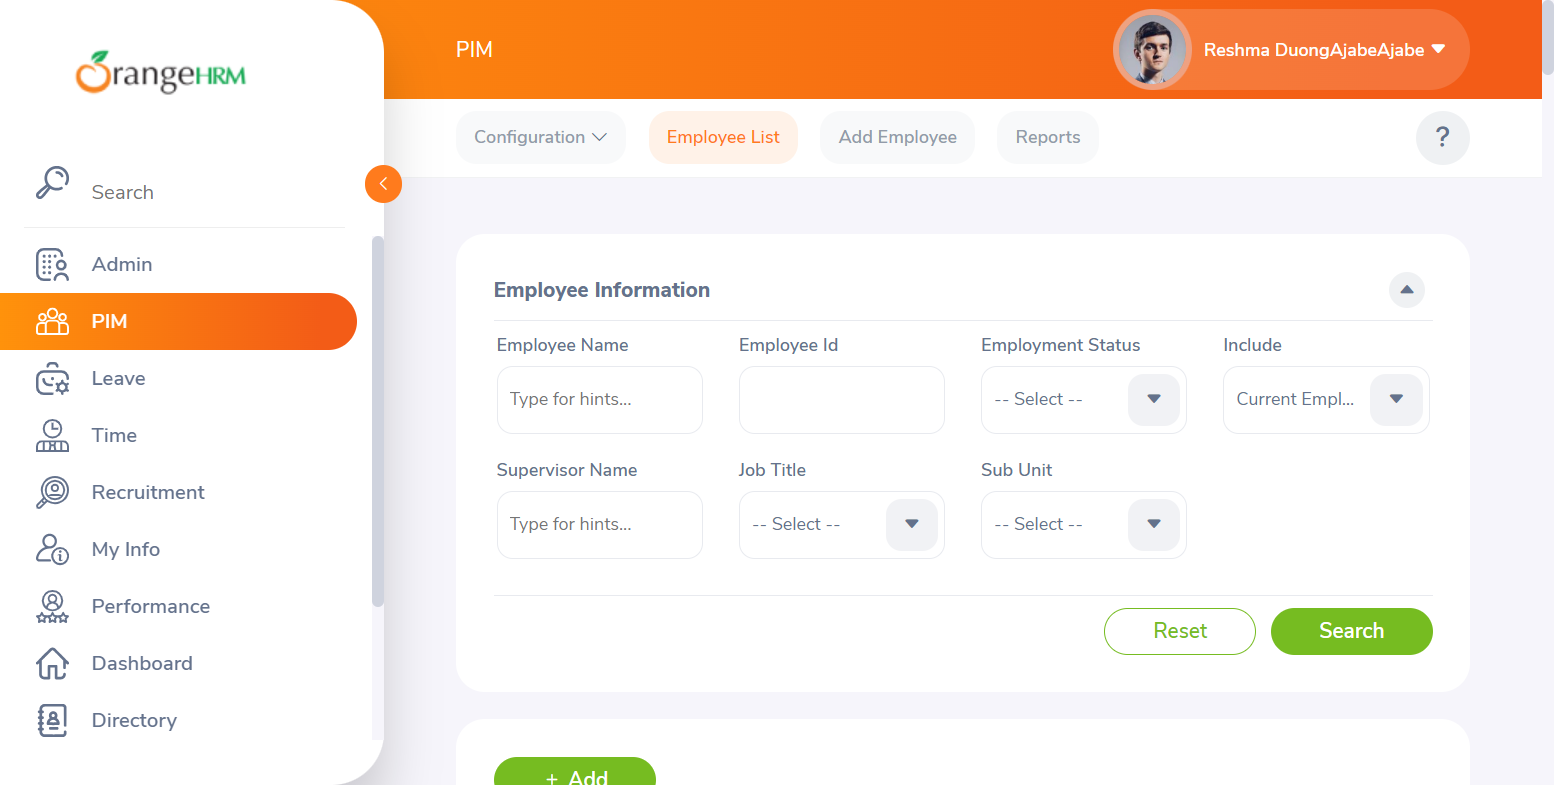 OrangeHRM
Search
Admin
PIM
Leave
Time
Recruitment
My Info
Performance
Dashboard
Directory
PIM
Reshma DuongAjabeAjabe
Configuration
Employee List
Add Employee
Reports
?
Employee Information
Employee Name
Employee Id
Employment Status
Include
Type for hints...
-- Select --
Current Empl...
Supervisor Name
Job Title
Sub Unit
Type for hints...
-- Select --
-- Select --
Reset
Search
+ Add